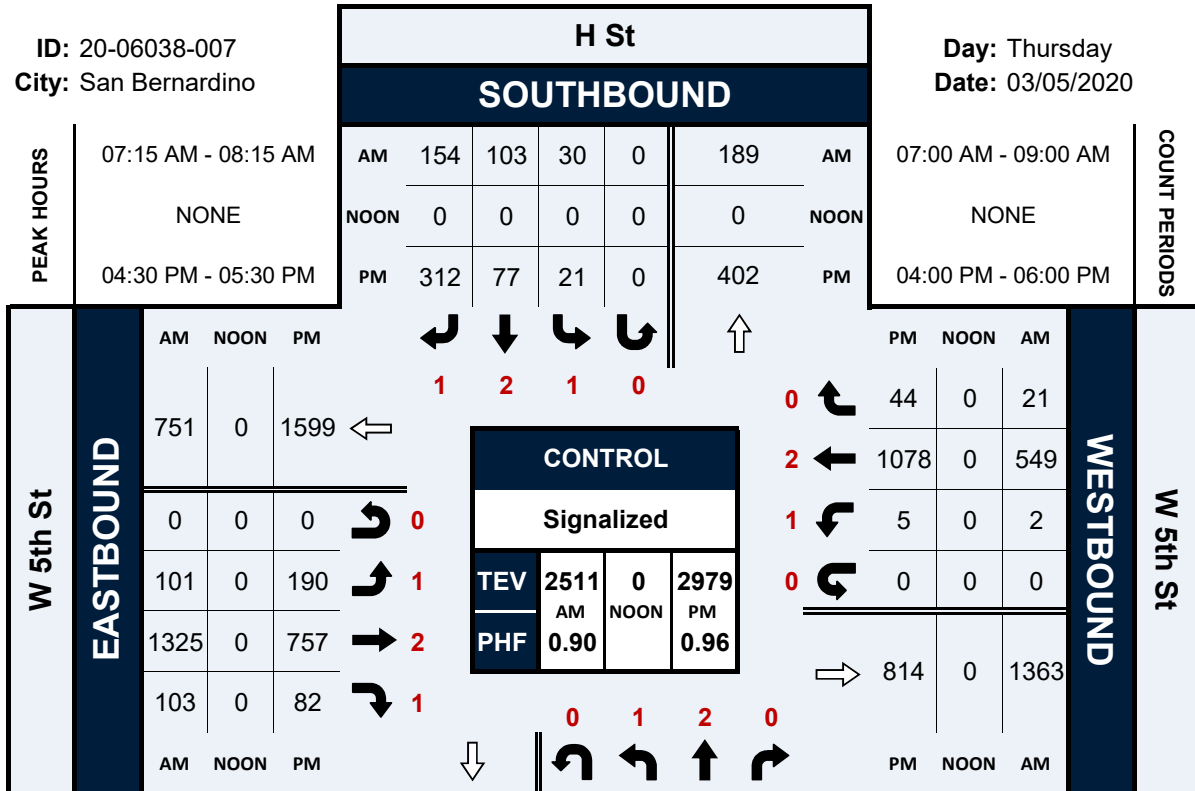 H St
ID: 20-06038-007
Day: Thursday
City: San Bernardino
Date: 03/05/2020
SOUTHBOUND
PEAK HOURS
07:15 AM - 08:15 AM
AM 154 103 30 0 189 AM
07:00 AM - 09:00 AM
COUNT PERIODS
NONE
NOON 0 0 0 0 0 NOON
NONE
04:30 PM - 05:30 PM
PM 312 77 21 0 402 PM
04:00 PM - 06:00 PM
AM NOON PM
PM NOON AM
1 2 1 0
0 44 0 21
751 0 1599
2 1078 0 549
CONTROL
Signalized
1 5 0 2
0 0 0 0
0 0 0 0
101 0 190 1
1325 0 757 2
103 0 82 1
TEV 2511 0 2979
AM NOON PM
PHF 0.90 0.96
814 0 1363
W 5th St
EASTBOUND
WESTBOUND
W 5th St
0 1 2 0
AM NOON PM
PM NOON AM